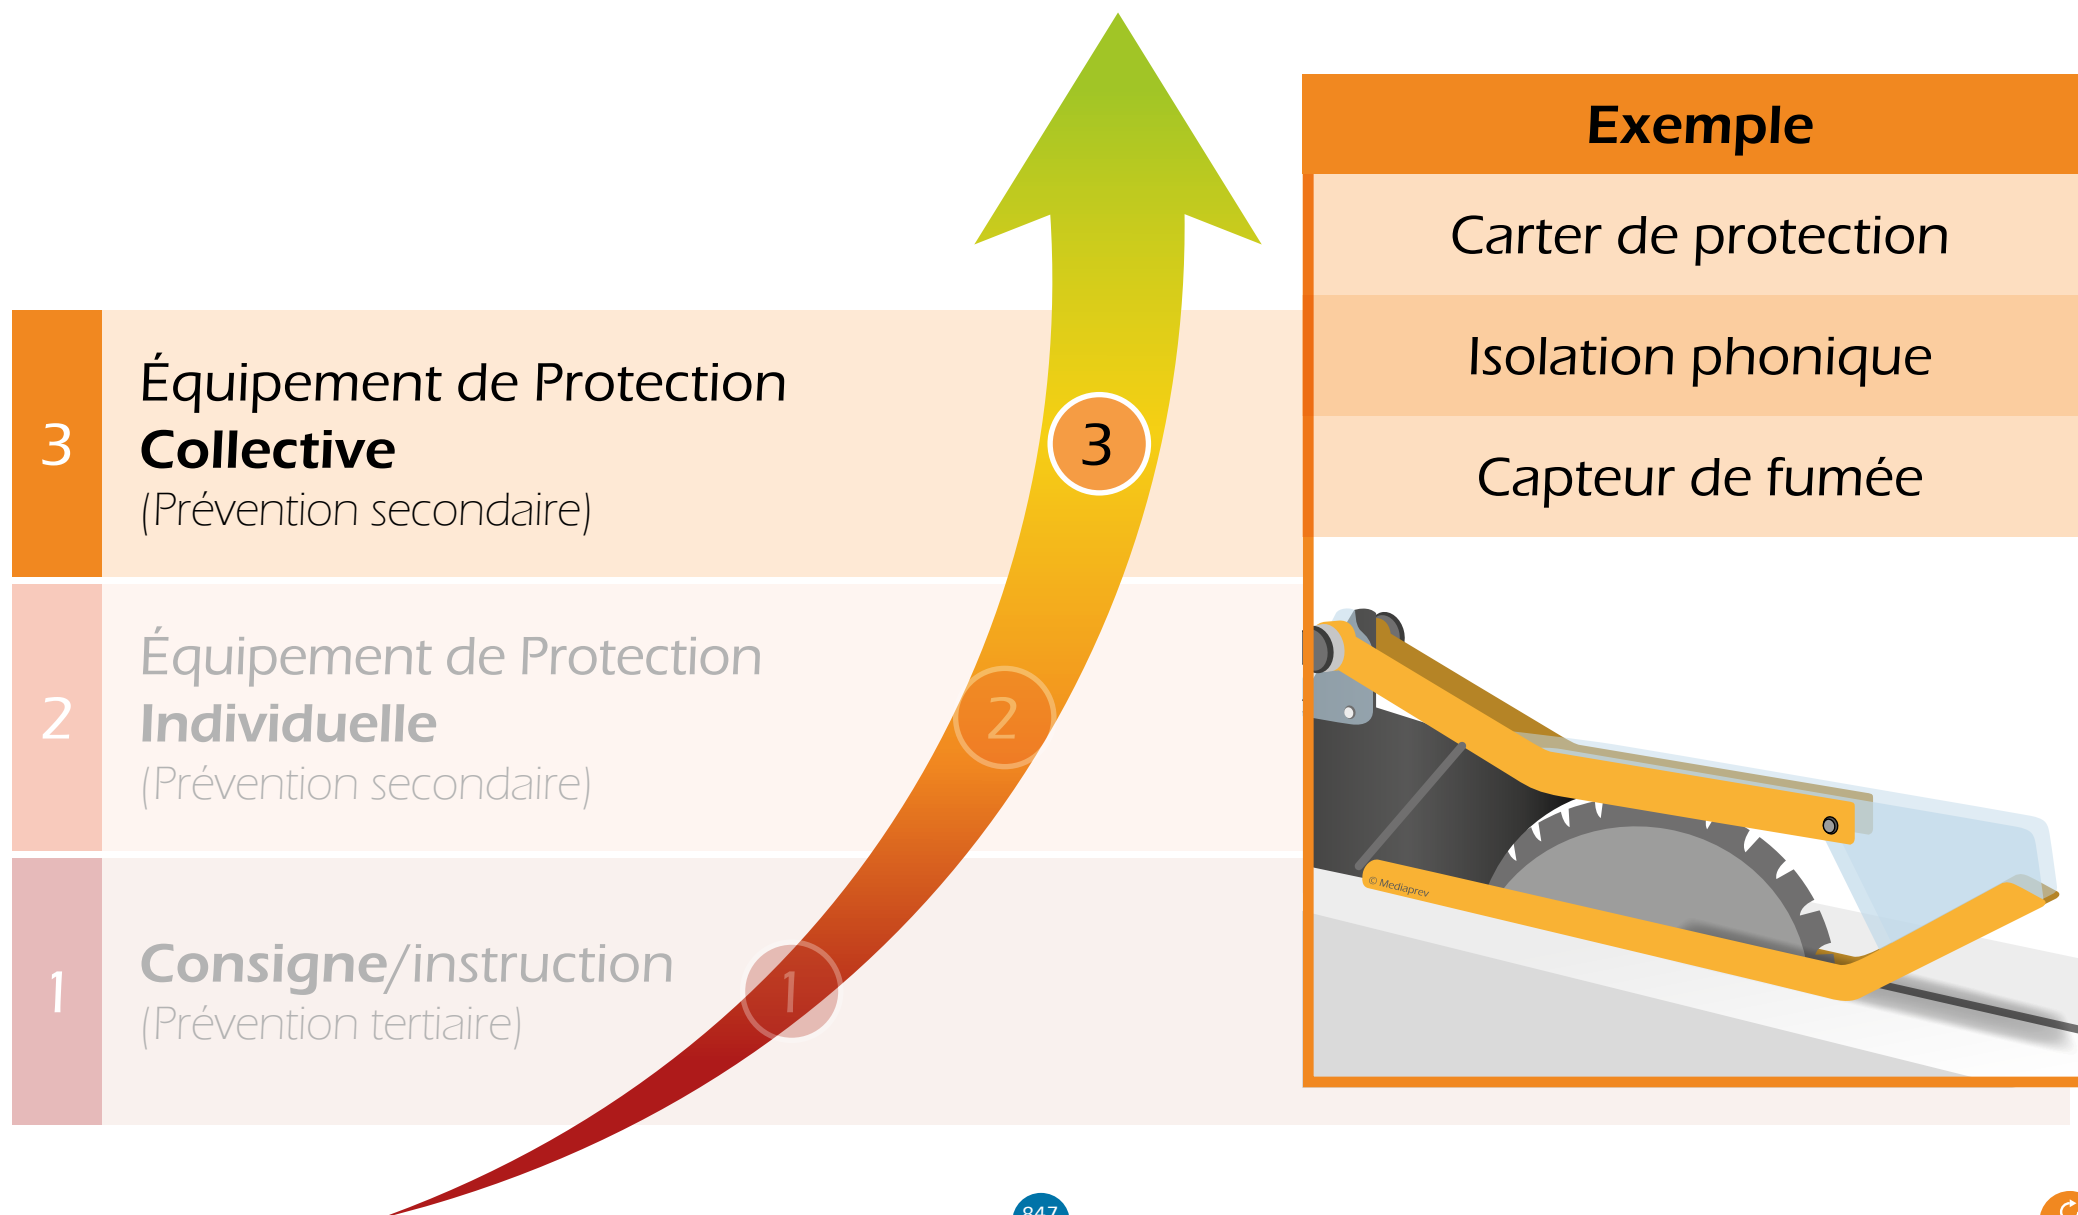 3
Équipement de Protection
Collective
(Prévention secondaire)
3
2
Équipement de Protection
Individuelle
(Prévention secondaire)
2
1
Consigne/instruction
(Prévention tertiaire)
1
Exemple
Carter de protection
Isolation phonique
Capteur de fumée
© Mediaprev
847